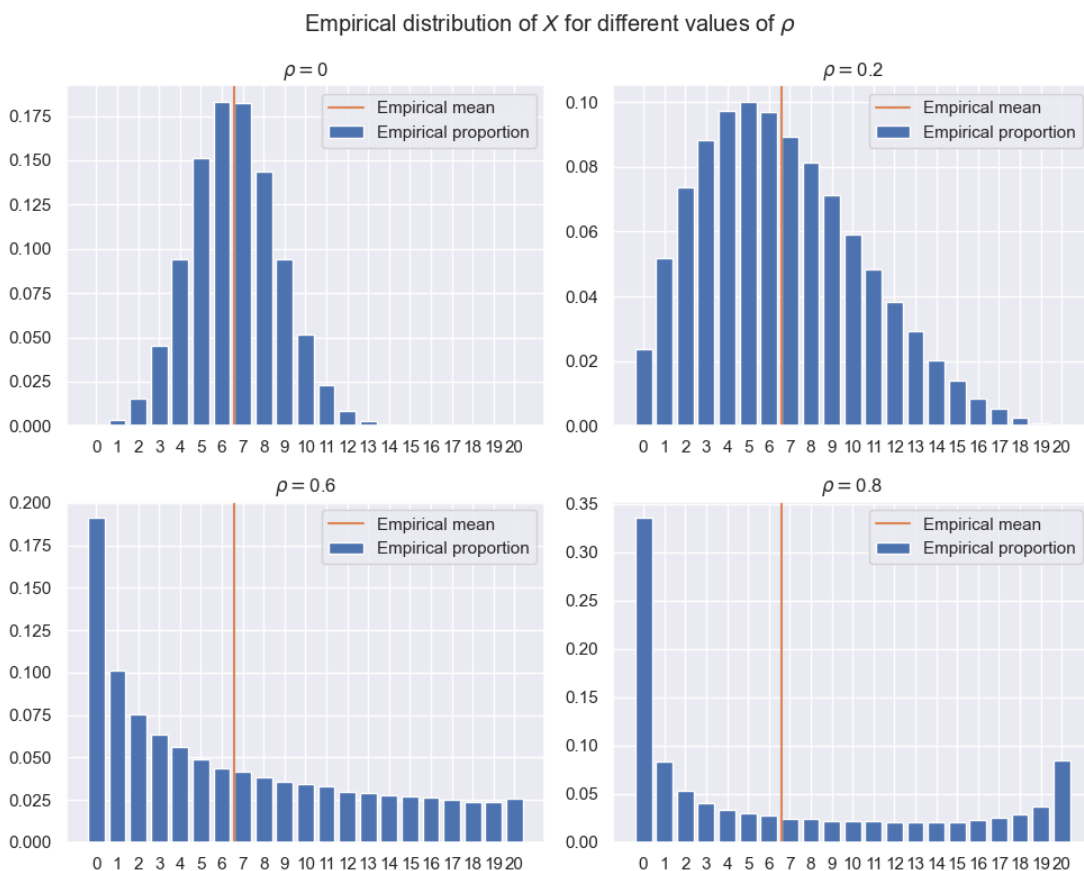 Empirical distribution of X for different values of ρ
ρ = 0
Empirical mean
Empirical proportion
0.175
0.150
0.125
0.100
0.075
0.050
0.025
0.000
0 1 2 3 4 5 6 7 8 9 10 11 12 13 14 15 16 17 18 19 20
ρ = 0.2
Empirical mean
Empirical proportion
0.10
0.08
0.06
0.04
0.02
0.00
0 1 2 3 4 5 6 7 8 9 10 11 12 13 14 15 16 17 18 19 20
ρ = 0.6
Empirical mean
Empirical proportion
0.200
0.175
0.150
0.125
0.100
0.075
0.050
0.025
0.000
0 1 2 3 4 5 6 7 8 9 10 11 12 13 14 15 16 17 18 19 20
ρ = 0.8
Empirical mean
Empirical proportion
0.35
0.30
0.25
0.20
0.15
0.10
0.05
0.00
0 1 2 3 4 5 6 7 8 9 10 11 12 13 14 15 16 17 18 19 20